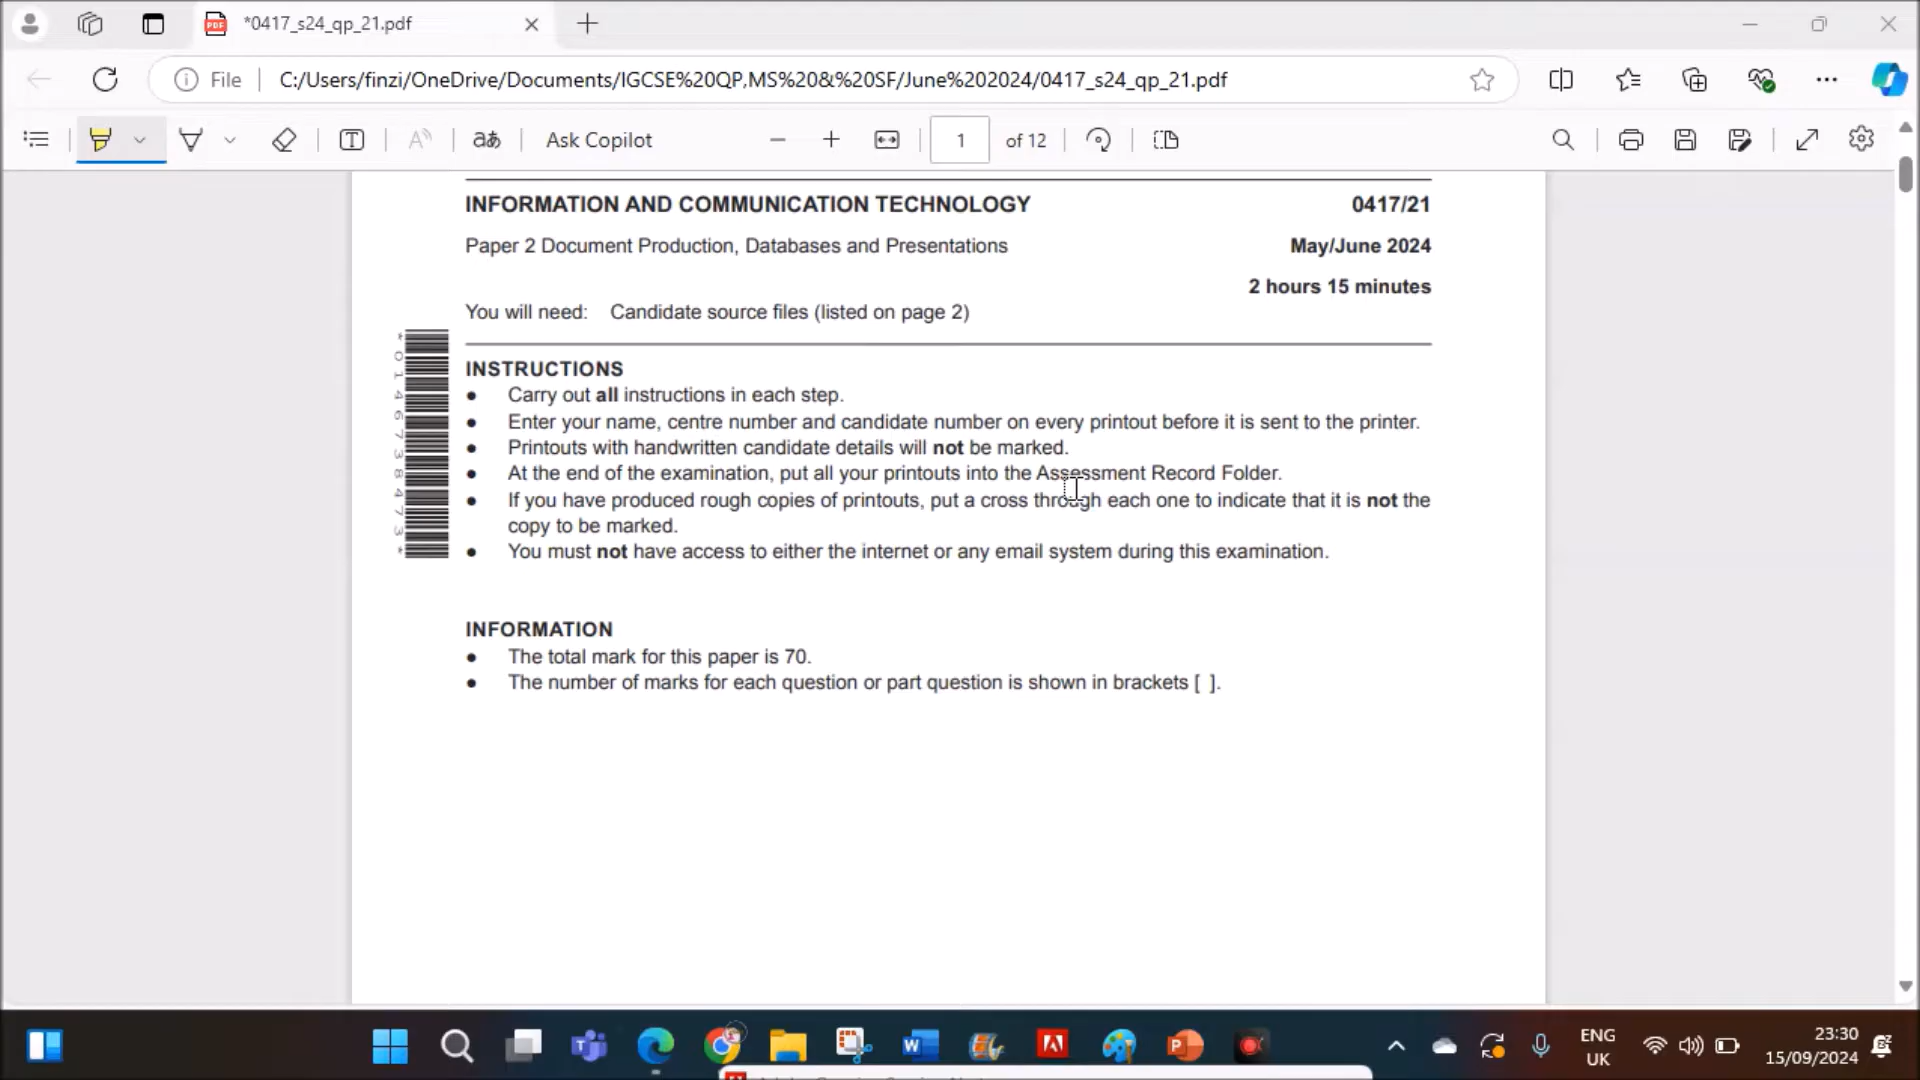 *0417_s24_qp_21.pdf
File
C:/Users/finzi/OneDrive/Documents/IGCSE%20QP,MS%20&%20SF/June%202024/0417_s24_qp_21.pdf
Ask Copilot
1 of 12
INFORMATION AND COMMUNICATION TECHNOLOGY 0417/21
Paper 2 Document Production, Databases and Presentations May/June 2024
2 hours 15 minutes
You will need: Candidate source files (listed on page 2)
INSTRUCTIONS
● Carry out all instructions in each step.
● Enter your name, centre number and candidate number on every printout before it is sent to the printer.
● Printouts with handwritten candidate details will not be marked.
● At the end of the examination, put all your printouts into the Assessment Record Folder.
● If you have produced rough copies of printouts, put a cross through each one to indicate that it is not the
copy to be marked.
● You must not have access to either the internet or any email system during this examination.
*0146738473*
INFORMATION
● The total mark for this paper is 70.
● The number of marks for each question or part question is shown in brackets [ ].
ENG
UK
23:30
15/09/2024